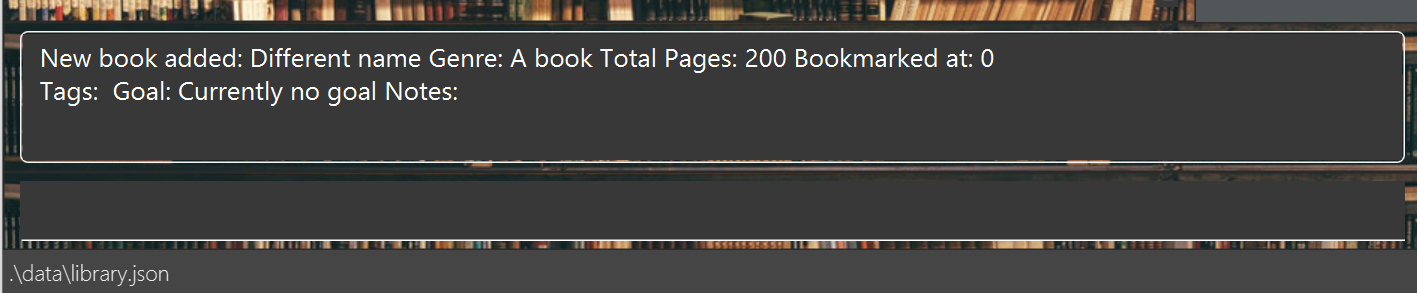 New book added: Different name Genre: A book Total Pages: 200 Bookmarked at: 0
Tags:  Goal: Currently no goal Notes:
.\data\library.json